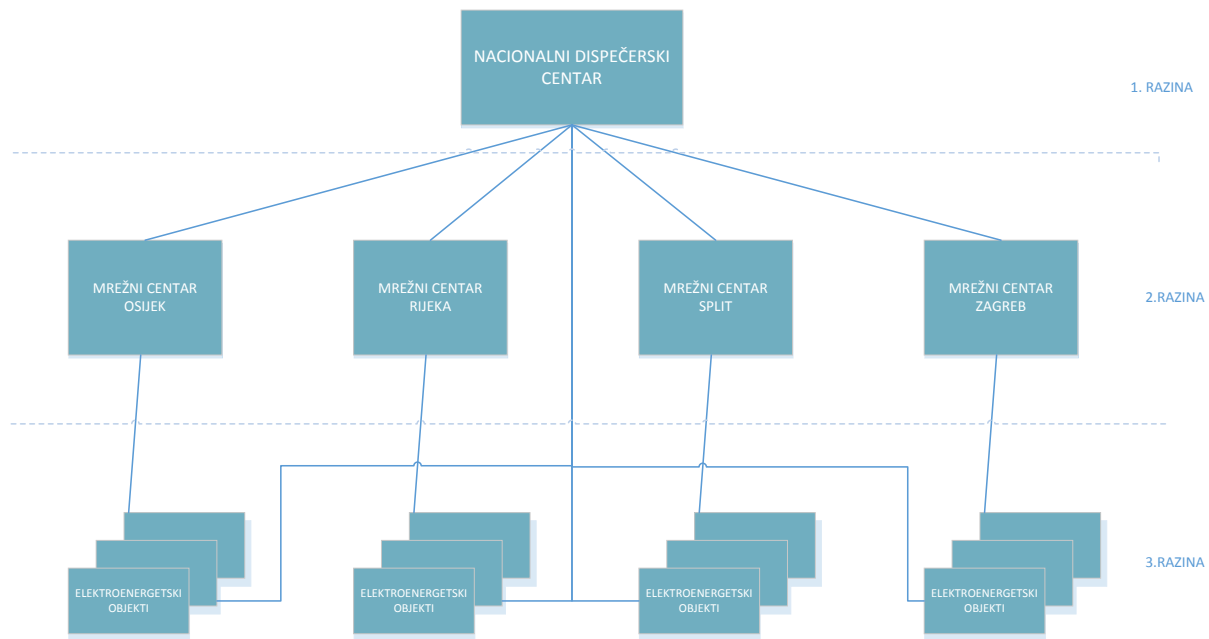 NACIONALNI DISPEČERSKI
CENTAR
1. RAZINA
MREŽNI CENTAR
OSIJEK
MREŽNI CENTAR
RIJEKA
MREŽNI CENTAR
SPLIT
MREŽNI CENTAR
ZAGREB
2.RAZINA
ELEKTROENERGETSKI
OBJEKTI
ELEKTROENERGETSKI
OBJEKTI
ELEKTROENERGETSKI
OBJEKTI
ELEKTROENERGETSKI
OBJEKTI
3.RAZINA